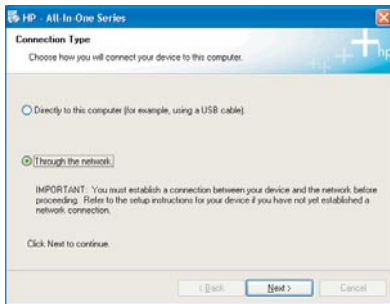 HP - All-In-One Series
Connection Type
Choose how you will connect your device to this computer.
hp
Directly to this computer (for example, using a USB cable).
Through the network.
IMPORTANT: You must establish a connection between your device and the network before
proceeding. Refer to the setup instructions for your device if you have not yet established a
network connection.
Click Next to continue.
< Back Next > Cancel